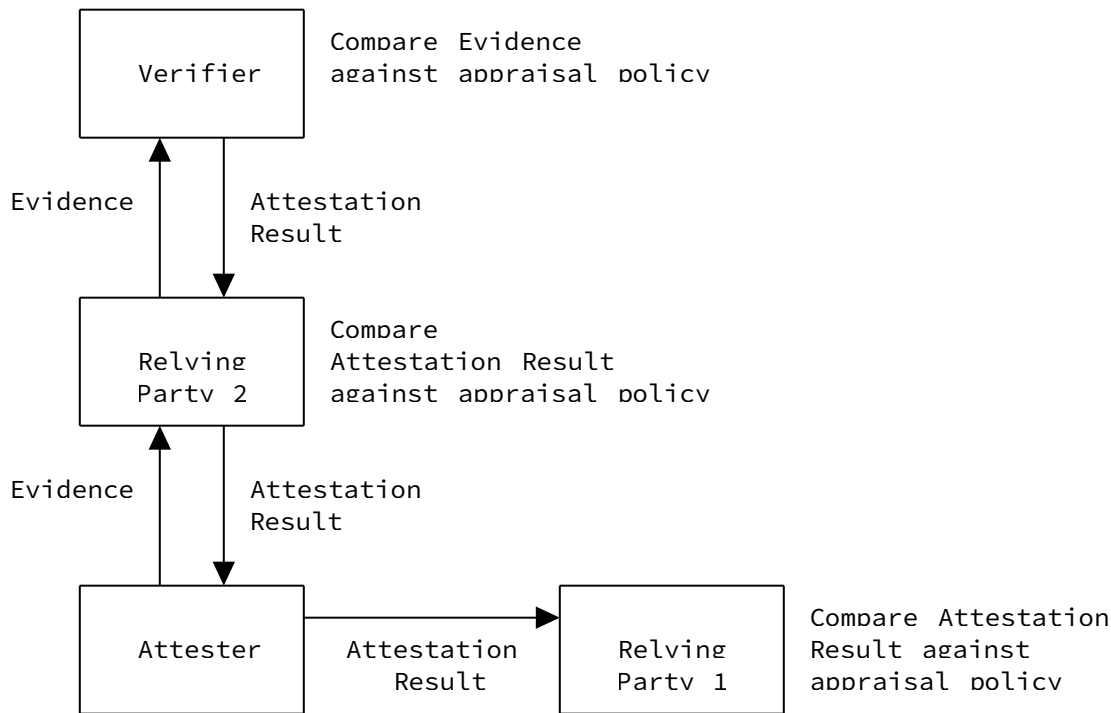 Verifier
Compare Evidence
against appraisal policy
Evidence
Attestation
Result
Relying
Party 2
Compare
Attestation Result
against appraisal policy
Evidence
Attestation
Result
Attester
Attestation
Result
Relying
Party 1
Compare Attestation
Result against
appraisal policy